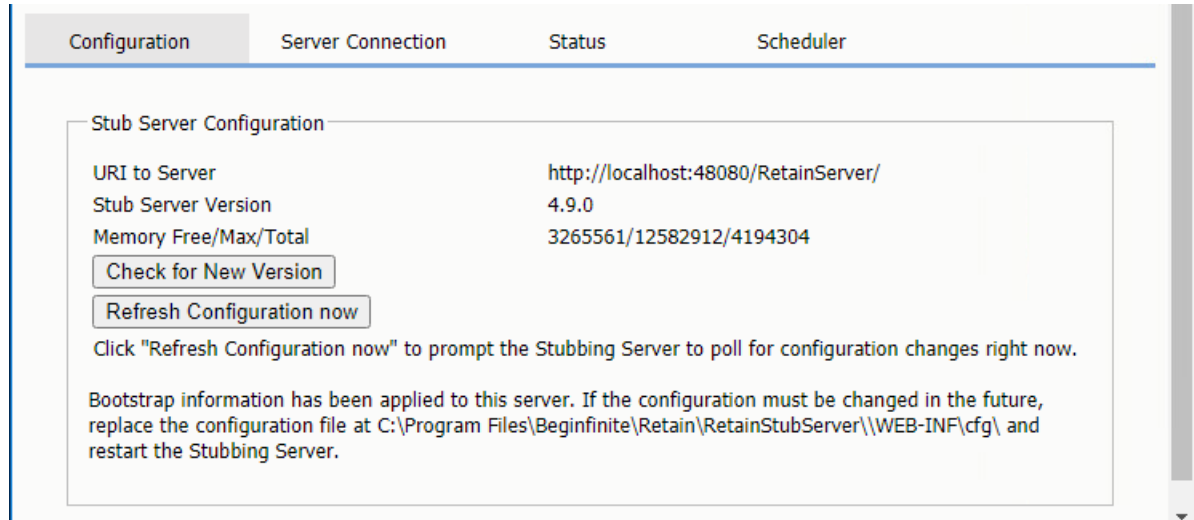 Configuration Server Connection Status Scheduler
Stub Server Configuration
URI to Server http://localhost:48080/RetainServer/
Stub Server Version 4.9.0
Memory Free/Max/Total 3265561/12582912/4194304
Check for New Version
Refresh Configuration now
Click "Refresh Configuration now" to prompt the Stubbing Server to poll for configuration changes right now.
Bootstrap information has been applied to this server. If the configuration must be changed in the future,
replace the configuration file at C:\Program Files\Beginfinite\Retain\RetainStubServer\\WEB-INF\cfg\ and
restart the Stubbing Server.